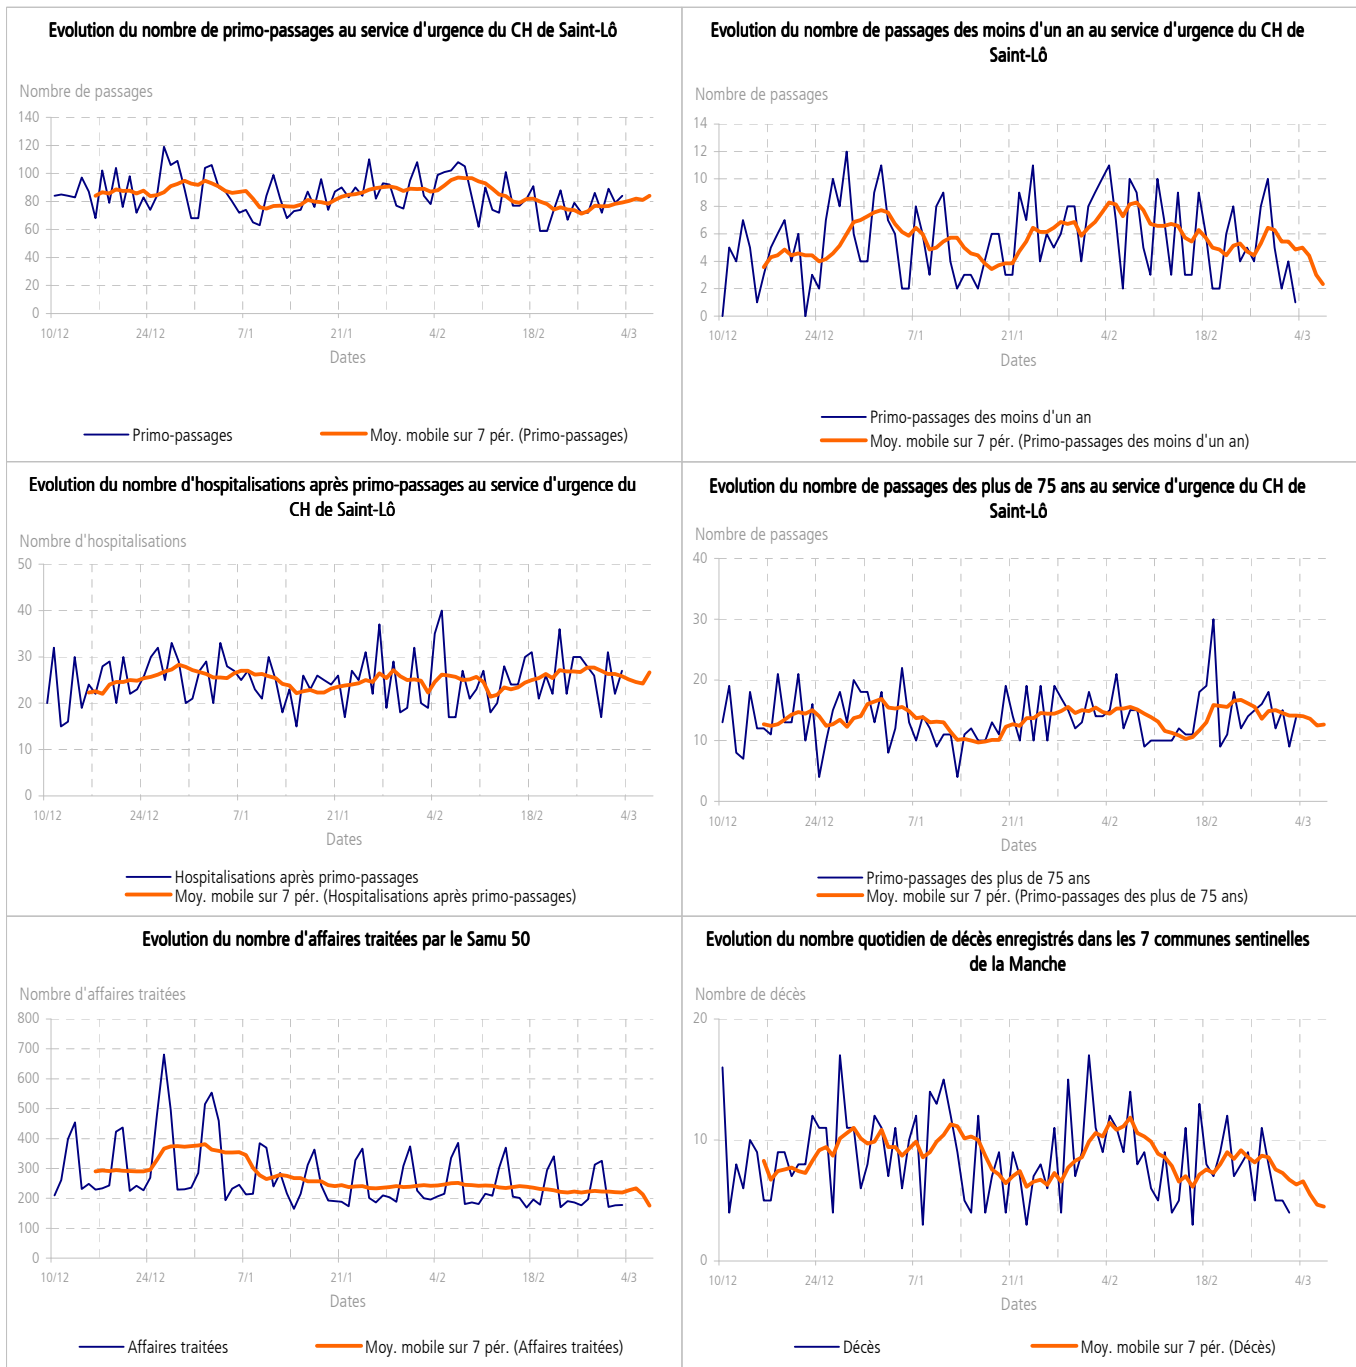 Evolution du nombre de primo-passages au service d'urgence du CH de Saint-Lô
Nombre de passages
140
120
100
80
60
40
20
0
10/12
24/12
7/1
21/1
4/2
18/2
4/3
Dates
Primo-passages
Moy. mobile sur 7 pér. (Primo-passages)
Evolution du nombre de passages des moins d'un an au service d'urgence du CH de
Saint-Lô
Nombre de passages
14
12
10
8
6
4
2
0
10/12
24/12
7/1
21/1
4/2
18/2
4/3
Dates
Primo-passages des moins d'un an
Moy. mobile sur 7 pér. (Primo-passages des moins d'un an)
Evolution du nombre d'hospitalisations après primo-passages au service d'urgence du
CH de Saint-Lô
Nombre d'hospitalisations
50
40
30
20
10
0
10/12
24/12
7/1
21/1
4/2
18/2
4/3
Dates
Hospitalisations après primo-passages
Moy. mobile sur 7 pér. (Hospitalisations après primo-passages)
Evolution du nombre de passages des plus de 75 ans au service d'urgence du CH de
Saint-Lô
Nombre de passages
40
30
20
10
0
10/12
24/12
7/1
21/1
4/2
18/2
4/3
Dates
Primo-passages des plus de 75 ans
Moy. mobile sur 7 pér. (Primo-passages des plus de 75 ans)
Evolution du nombre d'affaires traitées par le Samu 50
Nombre d'affaires traitées
800
700
600
500
400
300
200
100
0
10/12
24/12
7/1
21/1
4/2
18/2
4/3
Dates
Affaires traitées
Moy. mobile sur 7 pér. (Affaires traitées)
Evolution du nombre quotidien de décès enregistrés dans les 7 communes sentinelles
de la Manche
Nombre de décès
20
10
0
10/12
24/12
7/1
21/1
4/2
18/2
4/3
Dates
Décès
Moy. mobile sur 7 pér. (Décès)